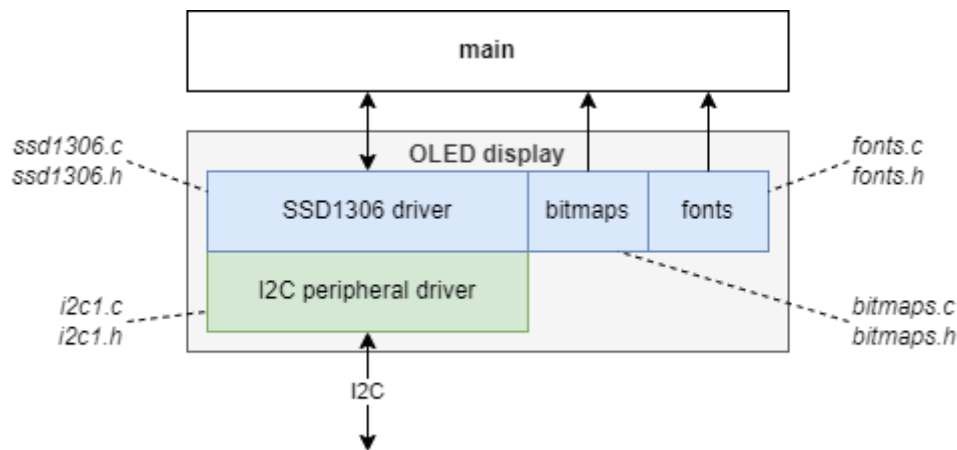 main
OLED display
ssd1306.c
ssd1306.h
fonts.c
fonts.h
SSD1306 driver
bitmaps
fonts
I2C peripheral driver
i2c1.c
i2c1.h
bitmaps.c
bitmaps.h
I2C